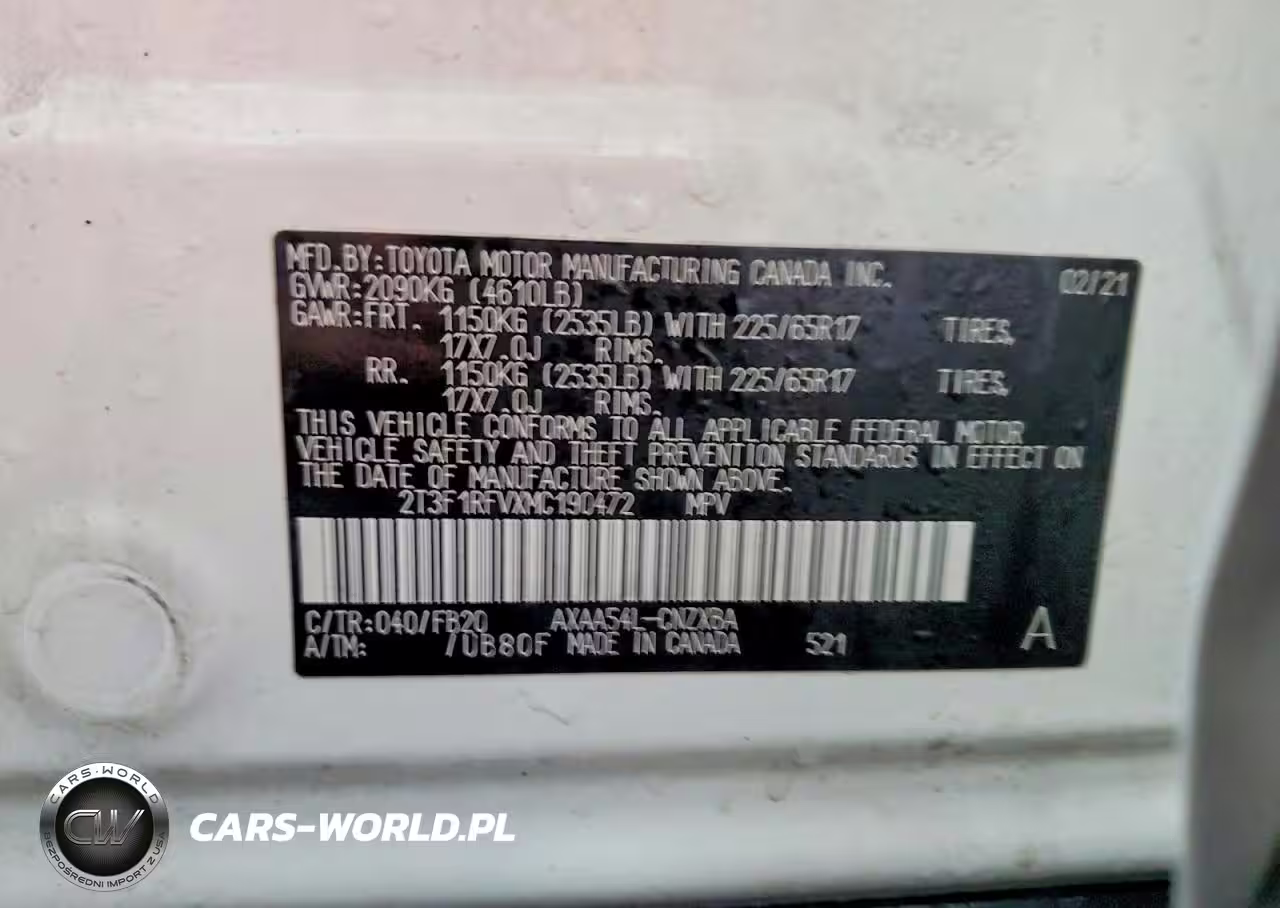 MFD. BY: TOYOTA MOTOR MANUFACTURING CANADA INC. 02/21
GVWR: 2090KG (4610LB)
GAWR: FRT. 1150KG (2535LB) WITH 225/65R17 TIRES,
17X7.0J RIMS.
RR. 1150KG (2535LB) WITH 225/65R17 TIRES,
17X7.0J RIMS.
THIS VEHICLE CONFORMS TO ALL APPLICABLE FEDERAL MOTOR
VEHICLE SAFETY AND THEFT PREVENTION STANDARDS IN EFFECT ON
THE DATE OF MANUFACTURE SHOWN ABOVE.
2T3F1RFVXMC190472 MPV
C/TR: 040/FB20 AXAA54L-CNZXBA
A/TM: /UB80F MADE IN CANADA 521 A
CARS-WORLD
CW
BEZPOŚREDNI IMPORT Z USA
CARS-WORLD.PL